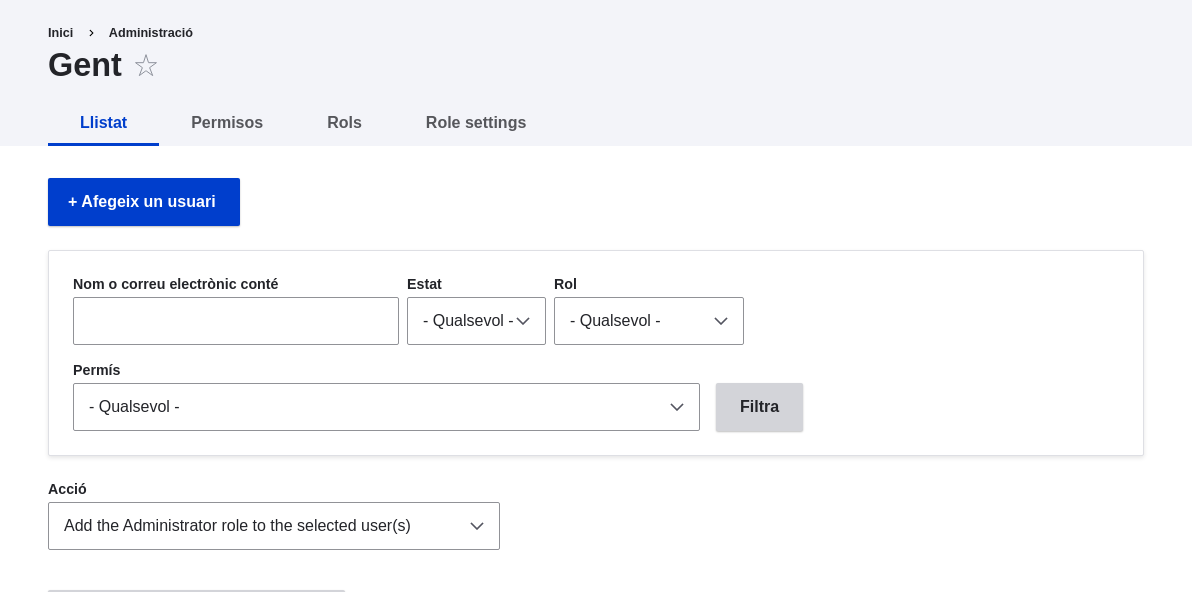 Inici › Administració
Gent
Llistat Permisos Rols Role settings
+ Afegeix un usuari
Nom o correu electrònic conté Estat Rol
- Qualsevol - - Qualsevol -
Permís
- Qualsevol - Filtra
Acció
Add the Administrator role to the selected user(s)